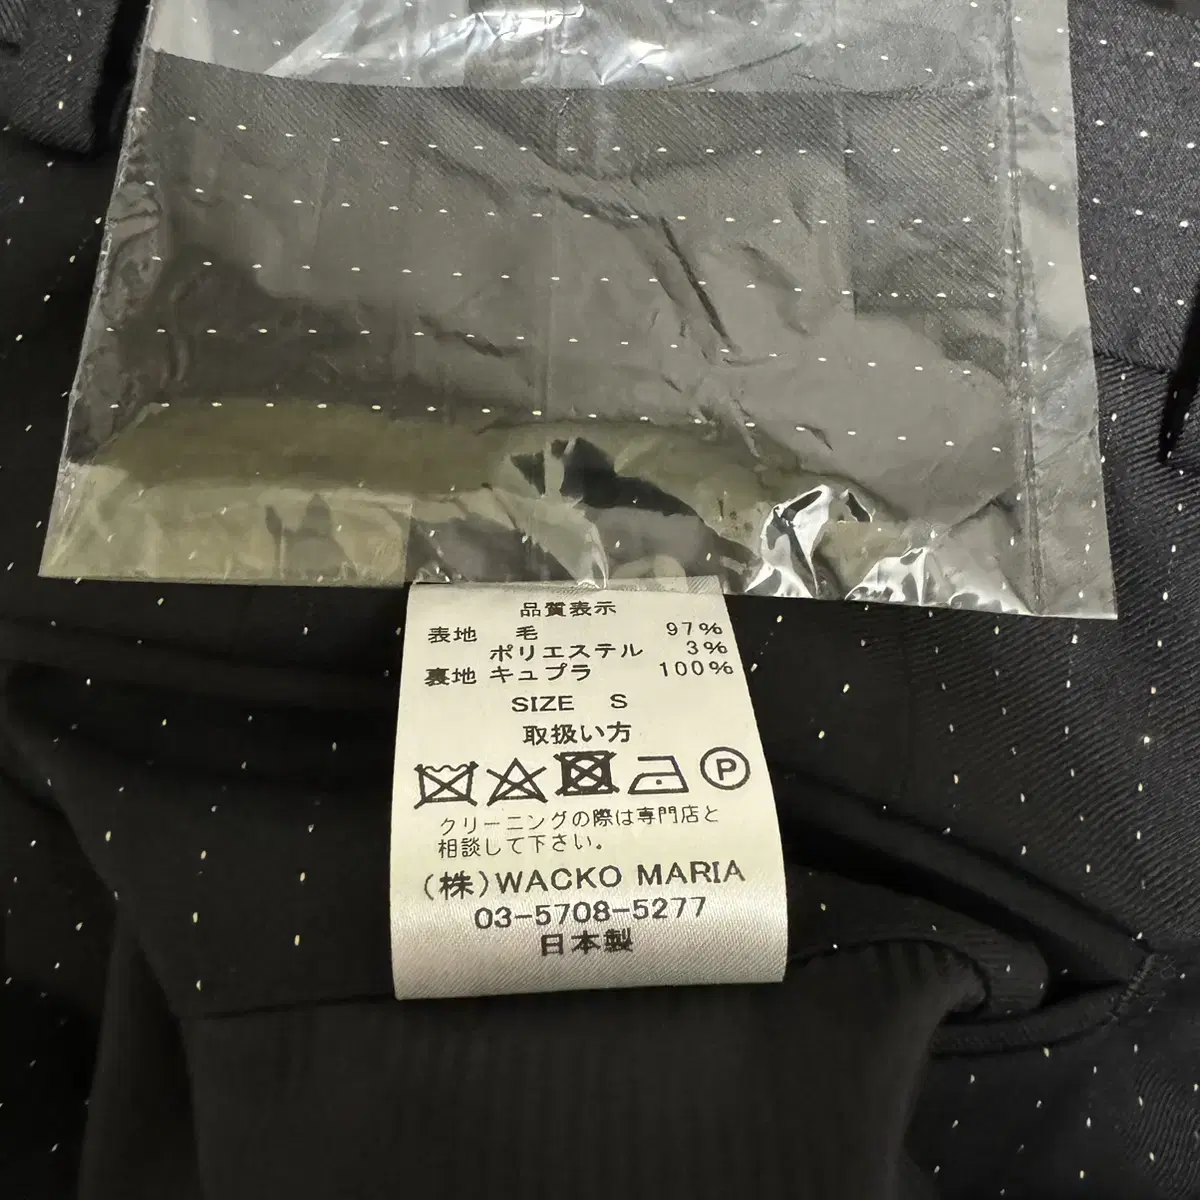 品質表示
表地 毛 97%
ポリエステル 3%
裏地 キュプラ 100%
SIZE S
取扱い方
P
クリーニングの際は専門店と
相談して下さい。
(株)WACKO MARIA
03-5708-5277
日本製